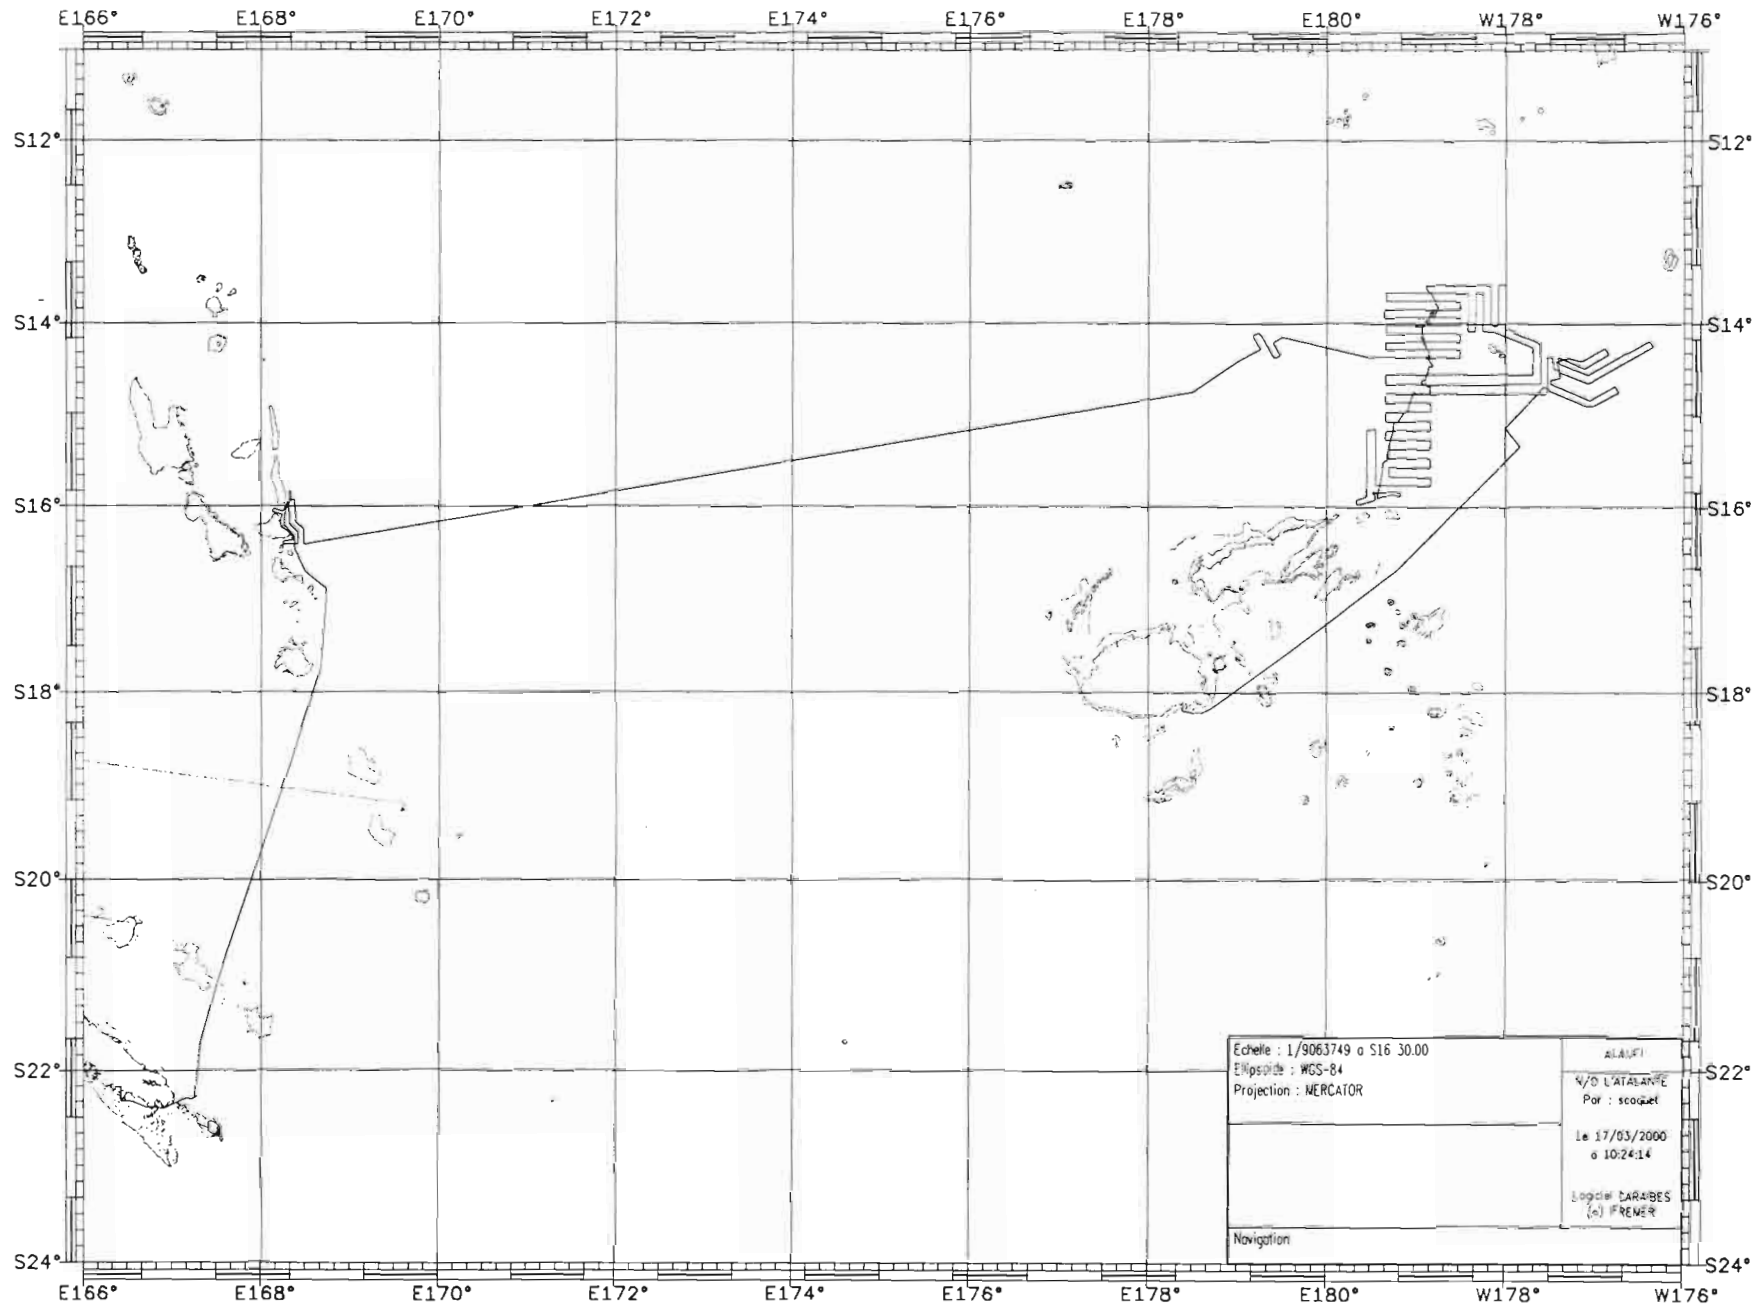 E166° E168° E170° E172° E174° E176° E178° E180° W178° W176°
S12° S12°
S14° S14°
S16° S16°
S18° S18°
S20° S20°
S22° S22°
S24° S24°
Echelle : 1/9063749 a S16 30.00
Ellipsoide : WGS-84
Projection : MERCATOR
ALAUFI
N/O L'ATALANTE
Par : scoquet
le 17/03/2000
a 10:24:14
Logiciel CARAIBES
(c) IFREMER
Navigation
E166° E168° E170° E172° E174° E176° E178° E180° W178° W176°